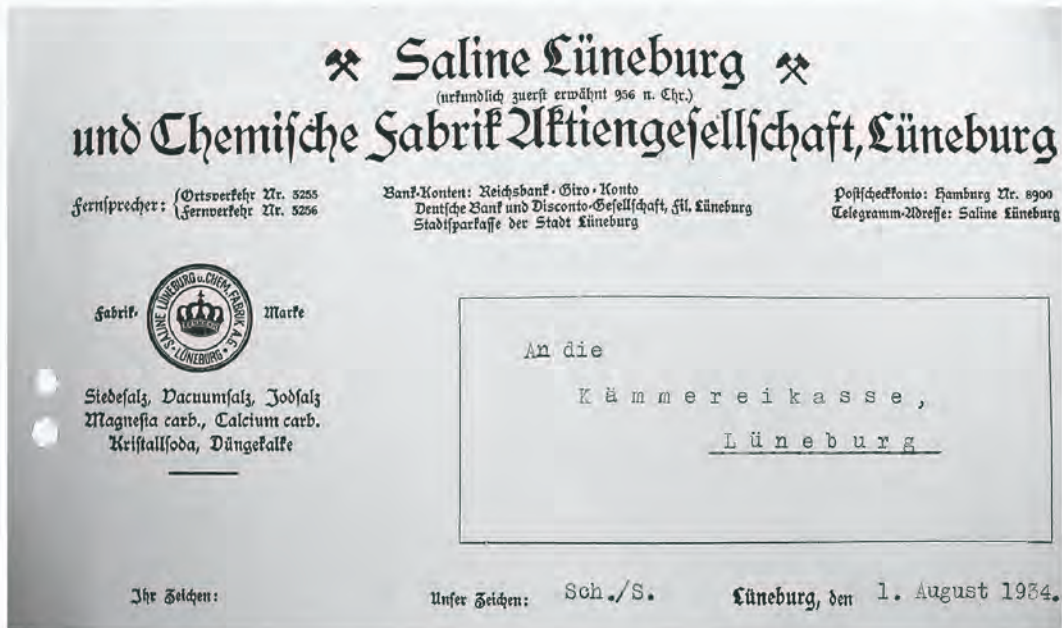 Saline Lüneburg
(urkundlich zuerst erwähnt 956 n. Chr.)
und Chemische Fabrik Aktiengesellschaft, Lüneburg
Fernsprecher: {Ortsverkehr Nr. 5255
Fernverkehr Nr. 5256
Bank-Konten: Reichsbank-Giro-Konto
Deutsche Bank und Disconto-Gesellschaft, Fil. Lüneburg
Stadtsparkasse der Stadt Lüneburg
Postscheckkonto: Hamburg Nr. 8900
Telegramm-Adresse: Saline Lüneburg
Fabrik- Marke
SALINE LÜNEBURG u. CHEM. FABRIK A.G. LÜNEBURG
Siedesalz, Vacuumsalz, Jodsalz
Magnesia carb., Calcium carb.
Kristallsoda, Düngekalke
An die
Kämmereikasse,
Lüneburg
Ihr Zeichen:
Unser Zeichen: Sch./S.
Lüneburg, den 1. August 1934.